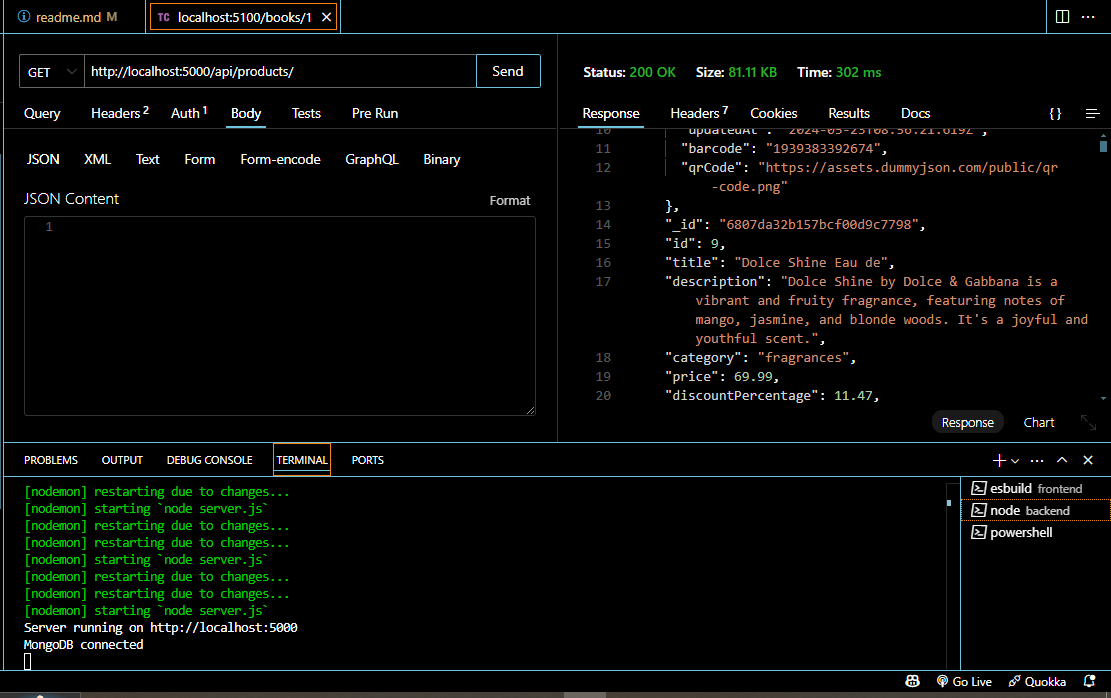 readme.md M
TC localhost:5100/books/1
GET http://localhost:5000/api/products/ Send
Query Headers 2 Auth 1 Body Tests Pre Run
JSON XML Text Form Form-encode GraphQL Binary
JSON Content Format
1
Status: 200 OK Size: 81.11 KB Time: 302 ms
Response Headers 7 Cookies Results Docs {}
10 "updatedAt": "2024-05-23T08:56:21.619Z",
11 "barcode": "1939383392674",
12 "qrCode": "https://assets.dummyjson.com/public/qr
-code.png"
13 },
14 "_id": "6807da32b157bcf00d9c7798",
15 "id": 9,
16 "title": "Dolce Shine Eau de",
17 "description": "Dolce Shine by Dolce & Gabbana is a
vibrant and fruity fragrance, featuring notes of
mango, jasmine, and blonde woods. It's a joyful and
youthful scent.",
18 "category": "fragrances",
19 "price": 69.99,
20 "discountPercentage": 11.47,
Response Chart
PROBLEMS OUTPUT DEBUG CONSOLE TERMINAL PORTS
[nodemon] restarting due to changes...
[nodemon] starting `node server.js`
[nodemon] restarting due to changes...
[nodemon] restarting due to changes...
[nodemon] starting `node server.js`
[nodemon] restarting due to changes...
[nodemon] restarting due to changes...
[nodemon] starting `node server.js`
Server running on http://localhost:5000
MongoDB connected
esbuild frontend
node backend
powershell
Go Live Quokka